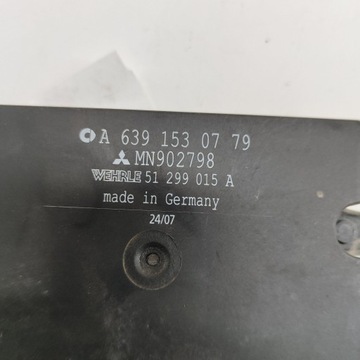 A 639 153 07 79
MN902798
WEHRLE 51 299 015 A
made in Germany
24/07